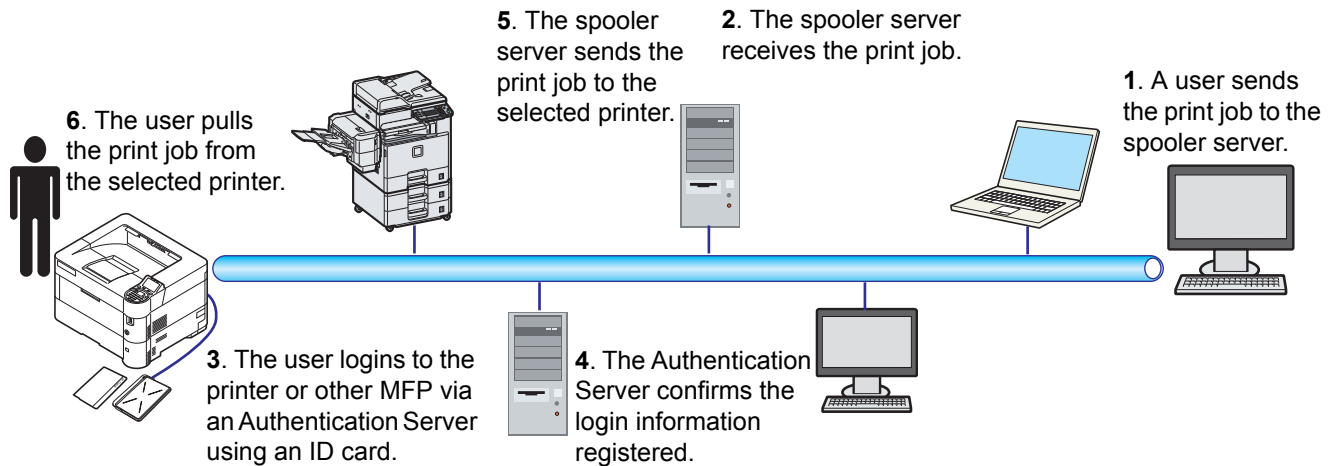 5. The spooler
server sends the
print job to the
selected printer.
2. The spooler server
receives the print job.
1. A user sends
the print job to the
spooler server.
6. The user pulls
the print job from
the selected printer.
3. The user logins to the
printer or other MFP via
an Authentication Server
using an ID card.
4. The Authentication
Server confirms the
login information
registered.